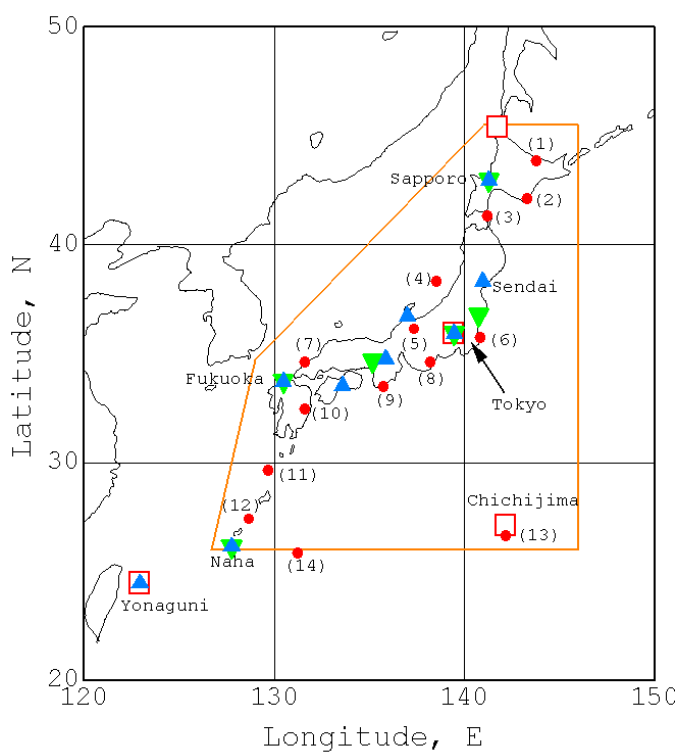 50
(1)
Sapporo
(2)
(3)
40
(4)
Sendai
(5)
(6)
(7)
(8)
Fukuoka
(9)
Tokyo
(10)
30
(11)
(12)
Chichijima
(13)
Naha
(14)
Yonaguni
20
120
130
140
150
Longitude, E
Latitude, N